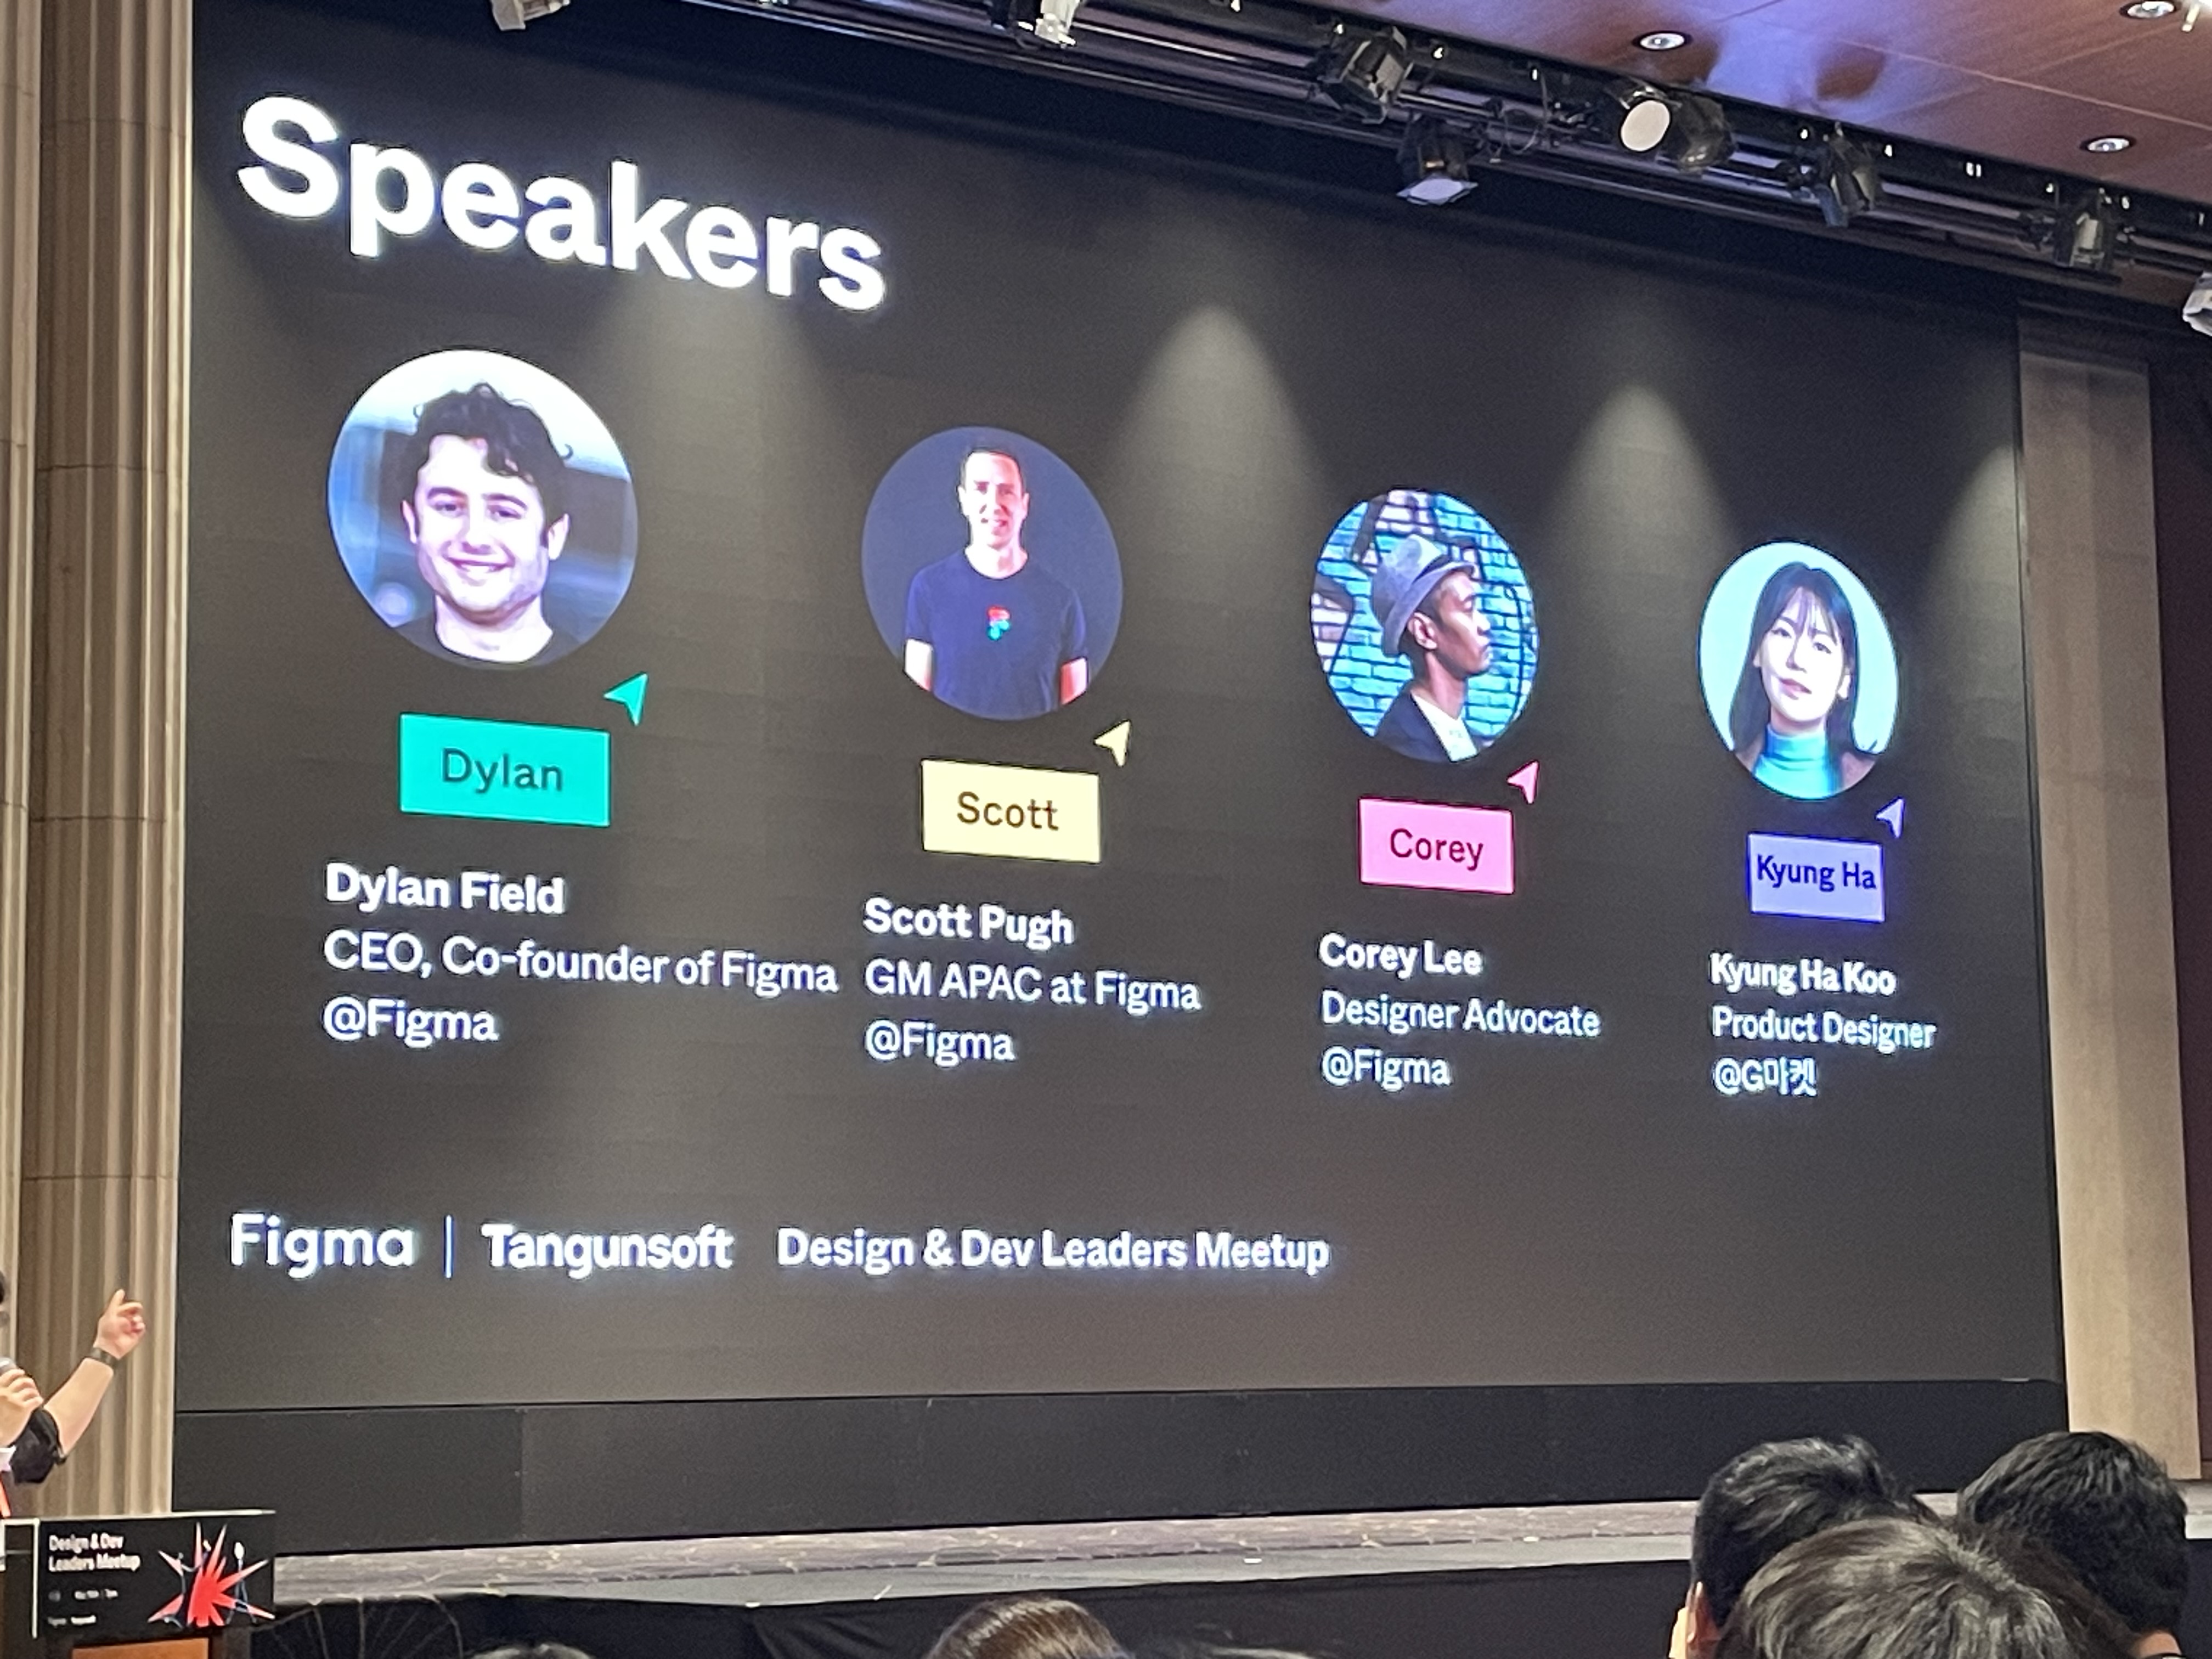 Speakers
Dylan
Dylan Field
CEO, Co-founder of Figma
@Figma
Scott
Scott Pugh
GM APAC at Figma
@Figma
Corey
Corey Lee
Designer Advocate
@Figma
Kyung Ha
Kyung Ha Koo
Product Designer
@G마켓
Figma | Tangunsoft Design & Dev Leaders Meetup
Design & Dev
Leaders Meetup